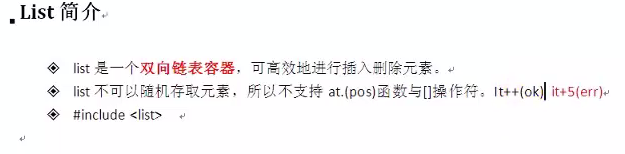 List 简介
list 是一个双向链表容器，可高效地进行插入删除元素。
list 不可以随机存取元素，所以不支持 at.(pos)函数与[]操作符。It++(ok) it+5(err)
#include <list>